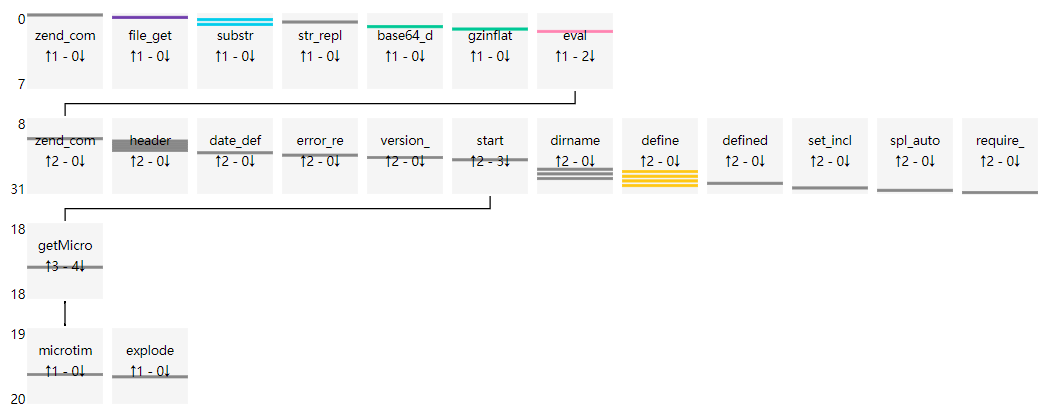 0
zend_com file_get substr str_repl base64_d gzinflat eval
↑1 - 0↓ ↑1 - 0↓ ↑1 - 0↓ ↑1 - 0↓ ↑1 - 0↓ ↑1 - 0↓ ↑1 - 2↓
7
8
zend_com header date_def error_re version_ start dirname define defined set_incl spl_auto require_
↑2 - 0↓ ↑2 - 0↓ ↑2 - 0↓ ↑2 - 0↓ ↑2 - 0↓ ↑2 - 3↓ ↑2 - 0↓ ↑2 - 0↓ ↑2 - 0↓ ↑2 - 0↓ ↑2 - 0↓ ↑2 - 0↓
31
18
getMicro
↑3 - 4↓
18
19
microtim explode
↑1 - 0↓ ↑1 - 0↓
20